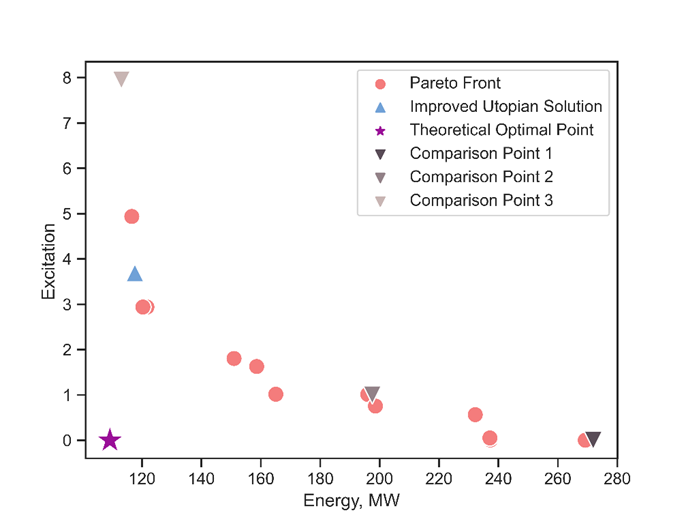 8
7
6
5
4
3
2
1
0
Excitation
Pareto Front
Improved Utopian Solution
Theoretical Optimal Point
Comparison Point 1
Comparison Point 2
Comparison Point 3
120 140 160 180 200 220 240 260 280
Energy, MW